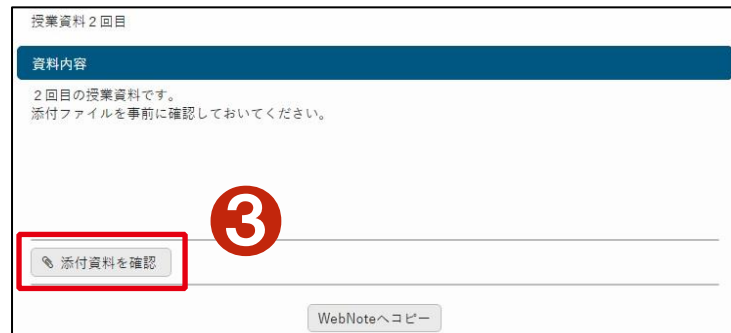 授業資料2回目
資料内容
2回目の授業資料です。
添付ファイルを事前に確認しておいてください。
3
添付資料を確認
WebNoteへコピー